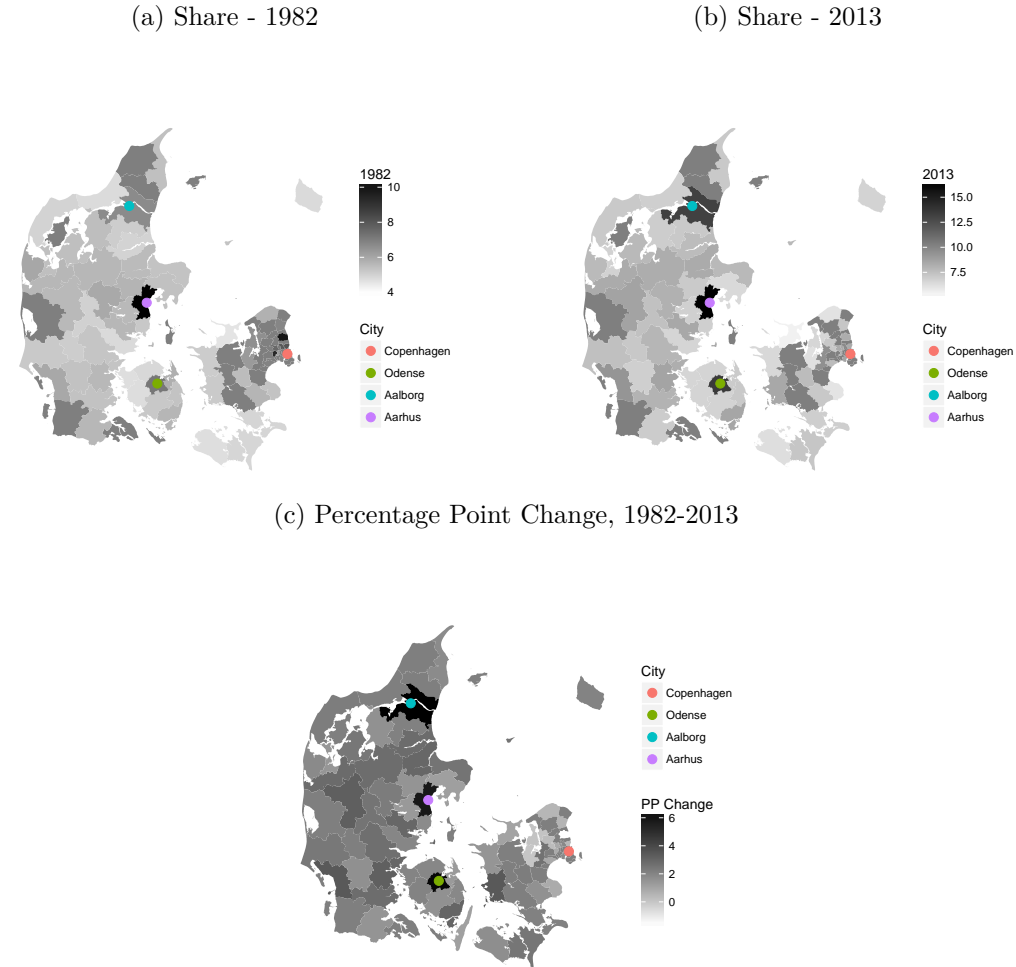 (a) Share - 1982
(b) Share - 2013
1982
10
8
6
4
City
Copenhagen
Odense
Aalborg
Aarhus
2013
15.0
12.5
10.0
7.5
City
Copenhagen
Odense
Aalborg
Aarhus
(c) Percentage Point Change, 1982-2013
City
Copenhagen
Odense
Aalborg
Aarhus
PP Change
6
4
2
0